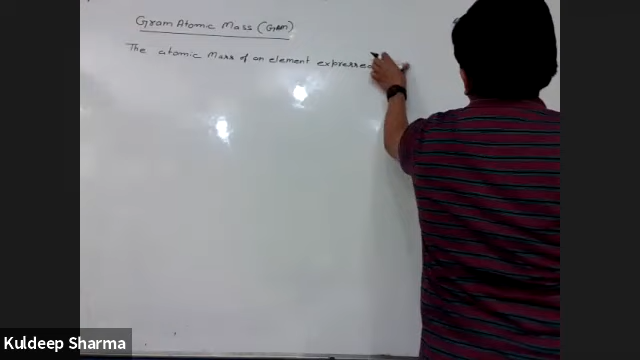 Gram Atomic Mass (GAM)
The atomic Mass of an element expressed
Kuldeep Sharma